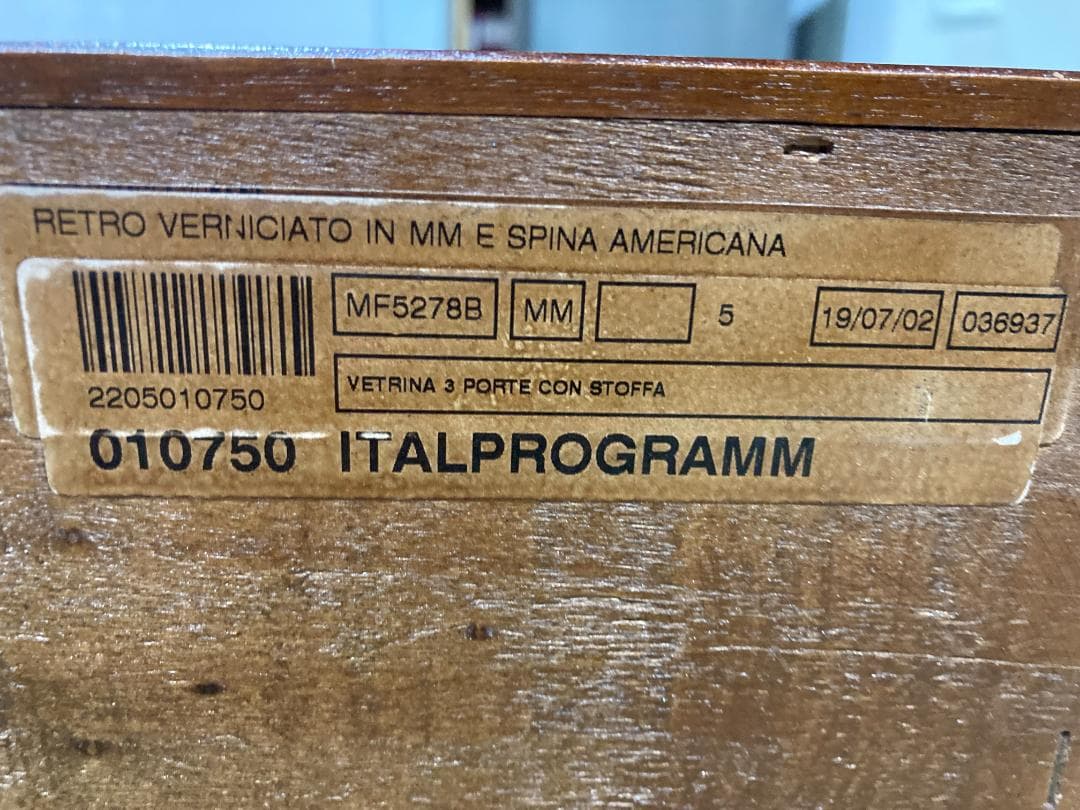 RETRO VERNICIATO IN MM E SPINA AMERICANA
MF5278B MM 5 19/07/02 036937
VETRINA 3 PORTE CON STOFFA
2205010750
010750 ITALPROGRAMM